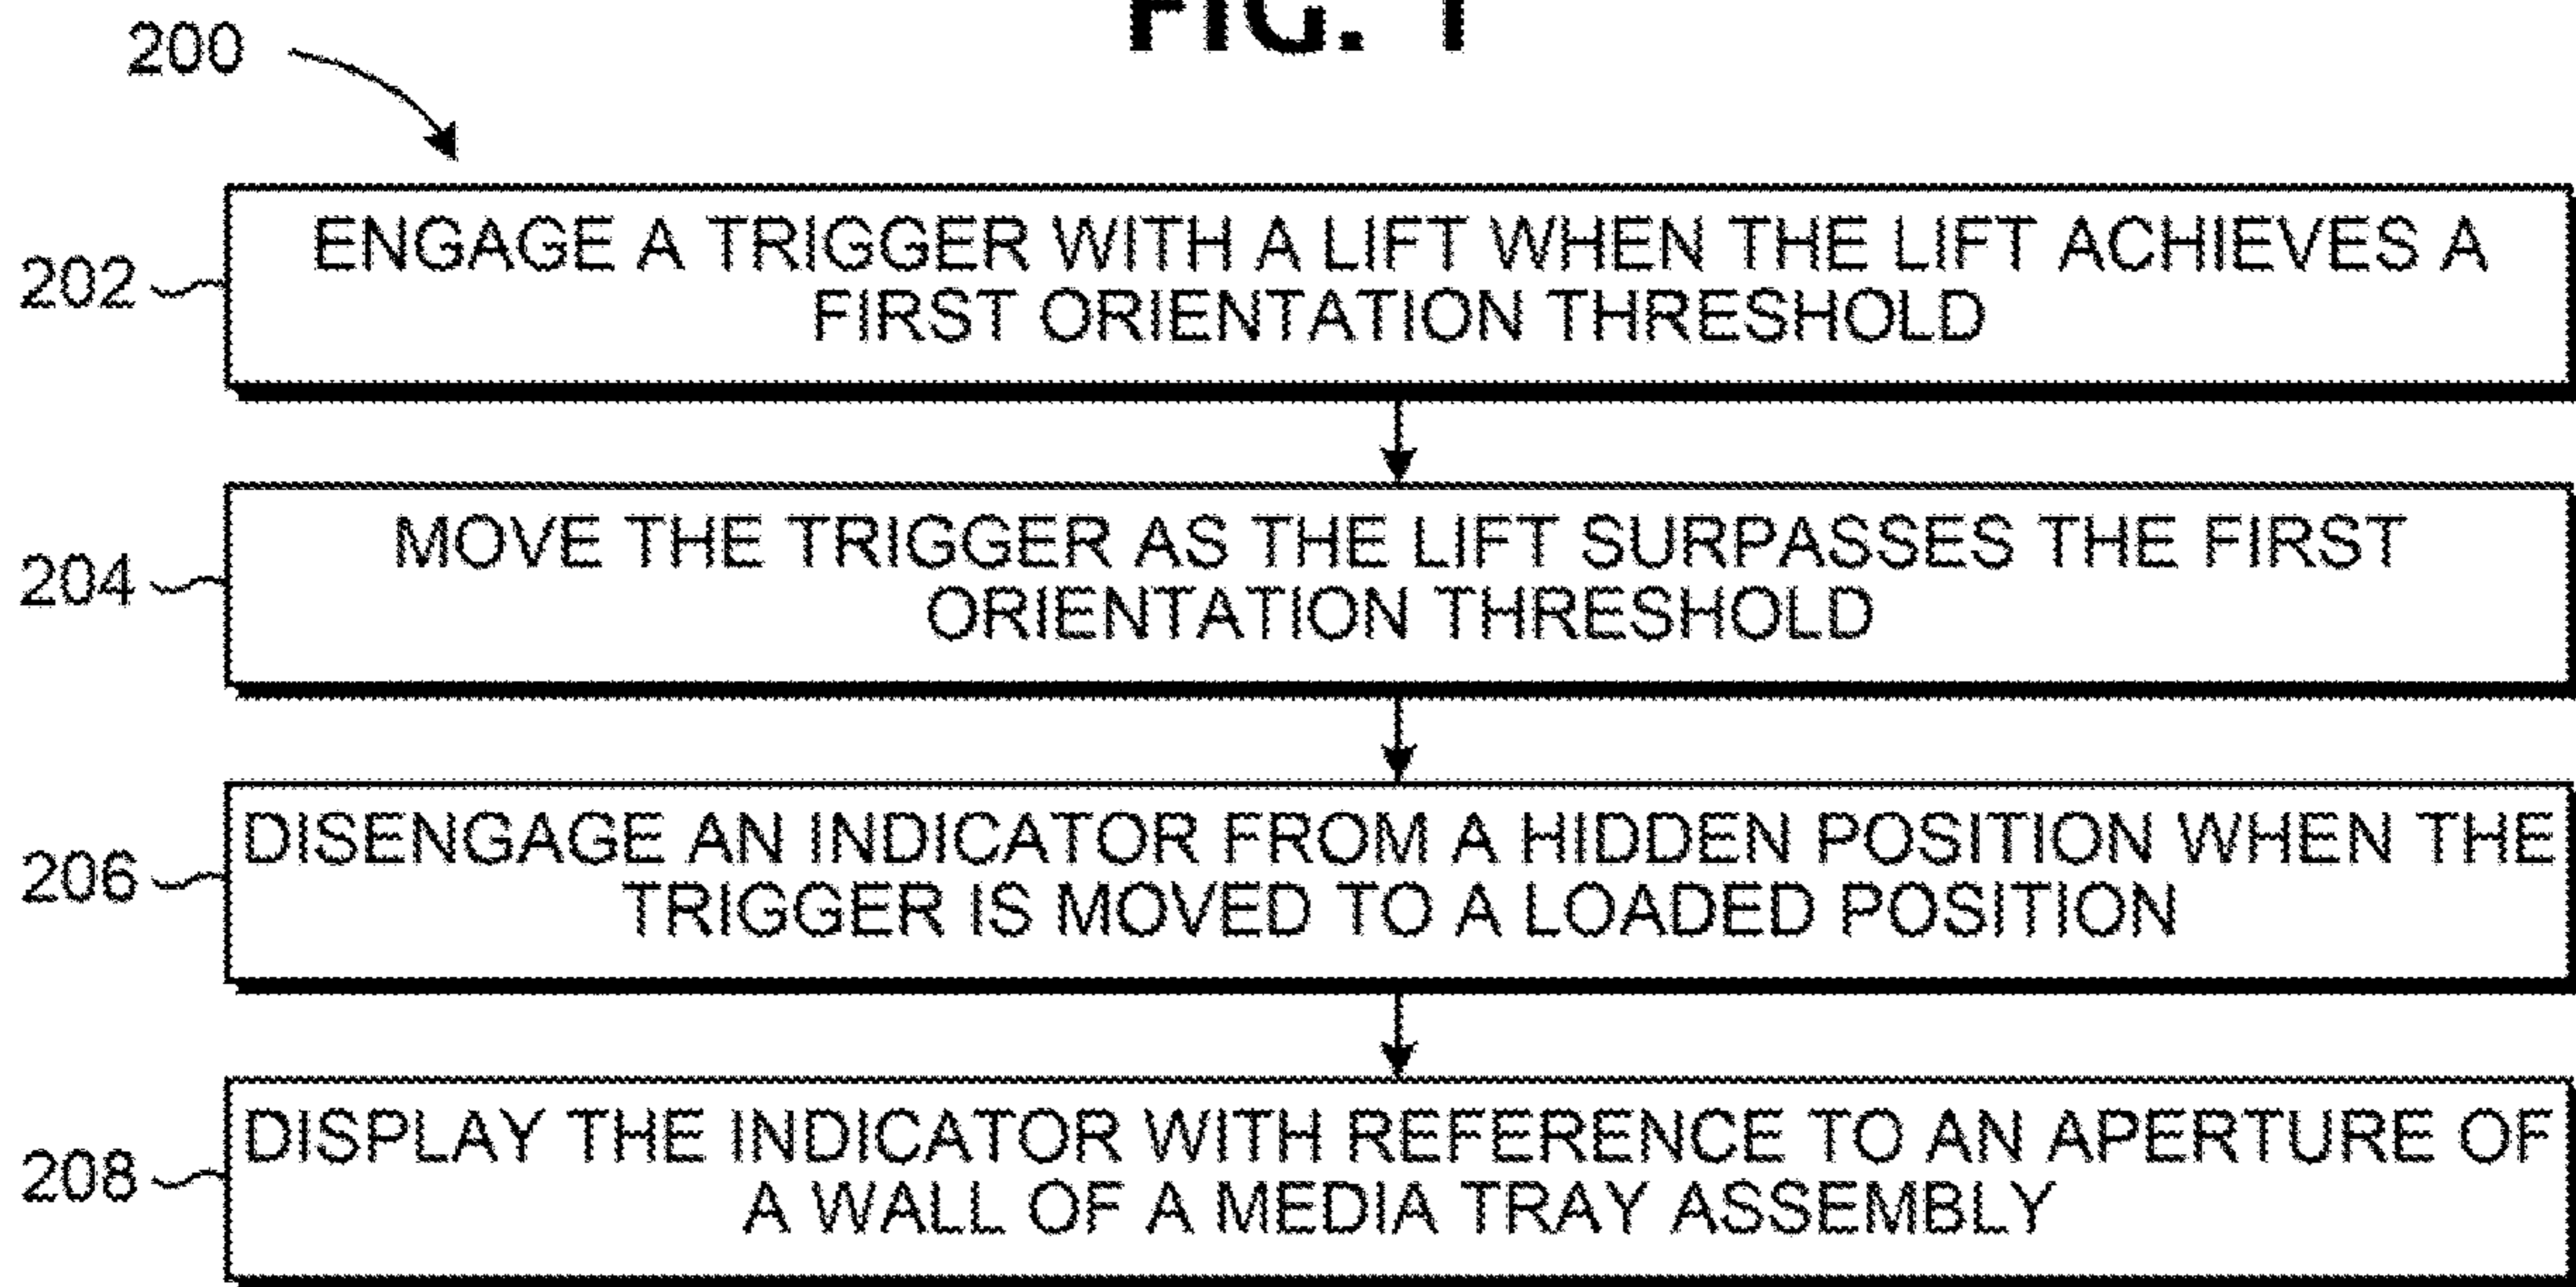 FIG. 1
200
202
ENGAGE A TRIGGER WITH A LIFT WHEN THE LIFT ACHIEVES A
FIRST ORIENTATION THRESHOLD
204
MOVE THE TRIGGER AS THE LIFT SURPASSES THE FIRST
ORIENTATION THRESHOLD
206
DISENGAGE AN INDICATOR FROM A HIDDEN POSITION WHEN THE
TRIGGER IS MOVED TO A LOADED POSITION
208
DISPLAY THE INDICATOR WITH REFERENCE TO AN APERTURE OF
A WALL OF A MEDIA TRAY ASSEMBLY